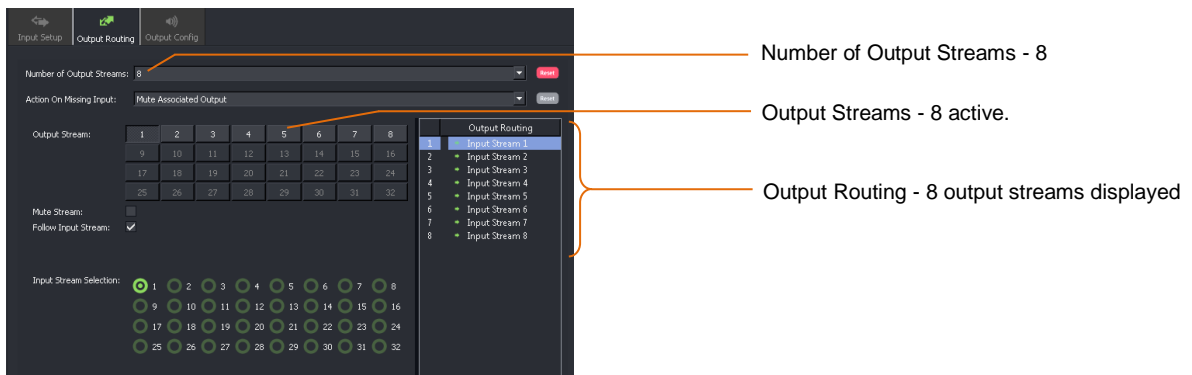 Input Setup Output Routing Output Config
Number of Output Streams: 8 Reset
Action On Missing Input: Mute Associated Output Reset
Output Stream: 1 2 3 4 5 6 7 8
9 10 11 12 13 14 15 16
17 18 19 20 21 22 23 24
25 26 27 28 29 30 31 32
Mute Stream:
Follow Input Stream:
Input Stream Selection: 1 2 3 4 5 6 7 8
9 10 11 12 13 14 15 16
17 18 19 20 21 22 23 24
25 26 27 28 29 30 31 32
Output Routing
1 Input Stream 1
2 Input Stream 2
3 Input Stream 3
4 Input Stream 4
5 Input Stream 5
6 Input Stream 6
7 Input Stream 7
8 Input Stream 8
Number of Output Streams - 8
Output Streams - 8 active.
Output Routing - 8 output streams displayed